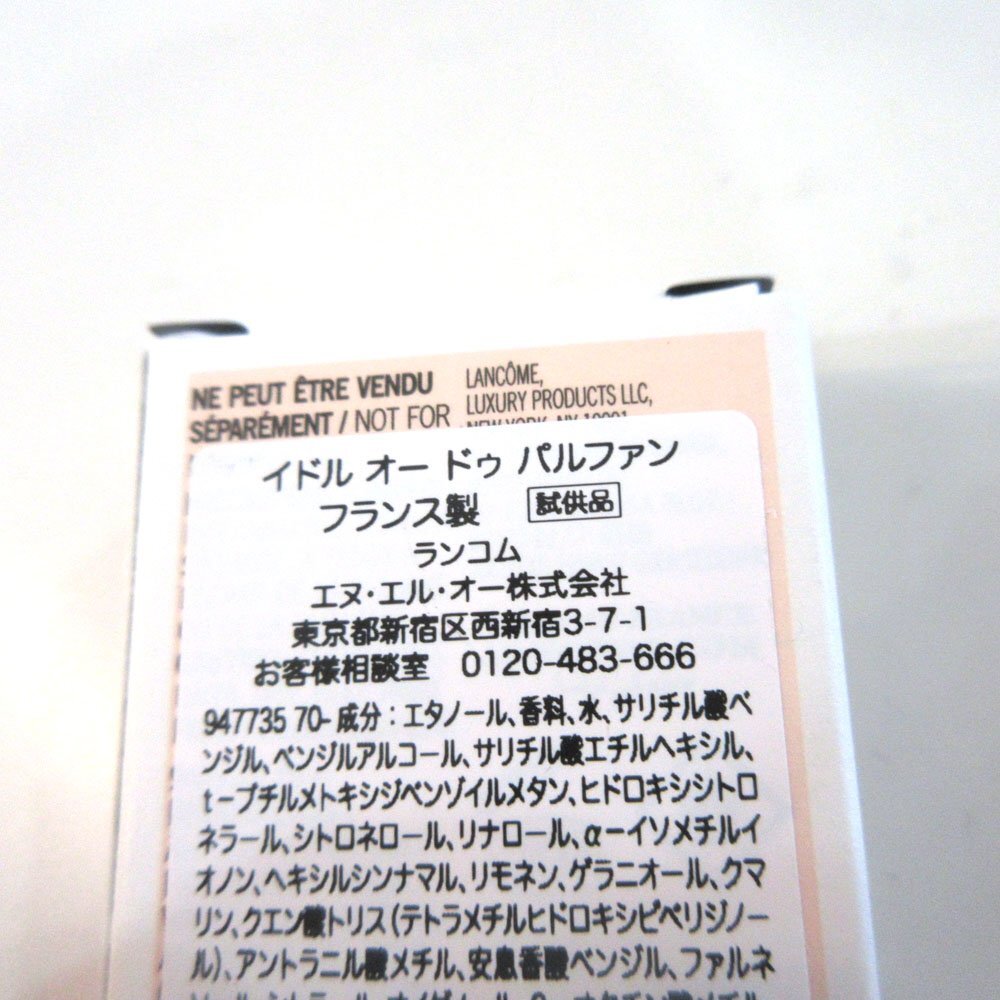 NE PEUT ÊTRE VENDU
SÉPARÉMENT / NOT FOR
LANCÔME,
LUXURY PRODUCTS LLC,
NEW YORK, NY 10001
イドル オー ドゥ パルファン
フランス製 試供品
ランコム
エヌ・エル・オー株式会社
東京都新宿区西新宿3-7-1
お客様相談室 0120-483-666
947735 70- 成分：エタノール、香料、水、サリチル酸ベ
ンジル、ベンジルアルコール、サリチル酸エチルヘキシル、
t－ブチルメトキシジベンゾイルメタン、ヒドロキシシトロ
ネラール、シトロネロール、リナロール、α－イソメチルイ
オノン、ヘキシルシンナマル、リモネン、ゲラニオール、クマ
リン、クエン酸トリス（テトラメチルヒドロキシピペリジノー
ル）、アントラニル酸メチル、安息香酸ベンジル、ファルネ